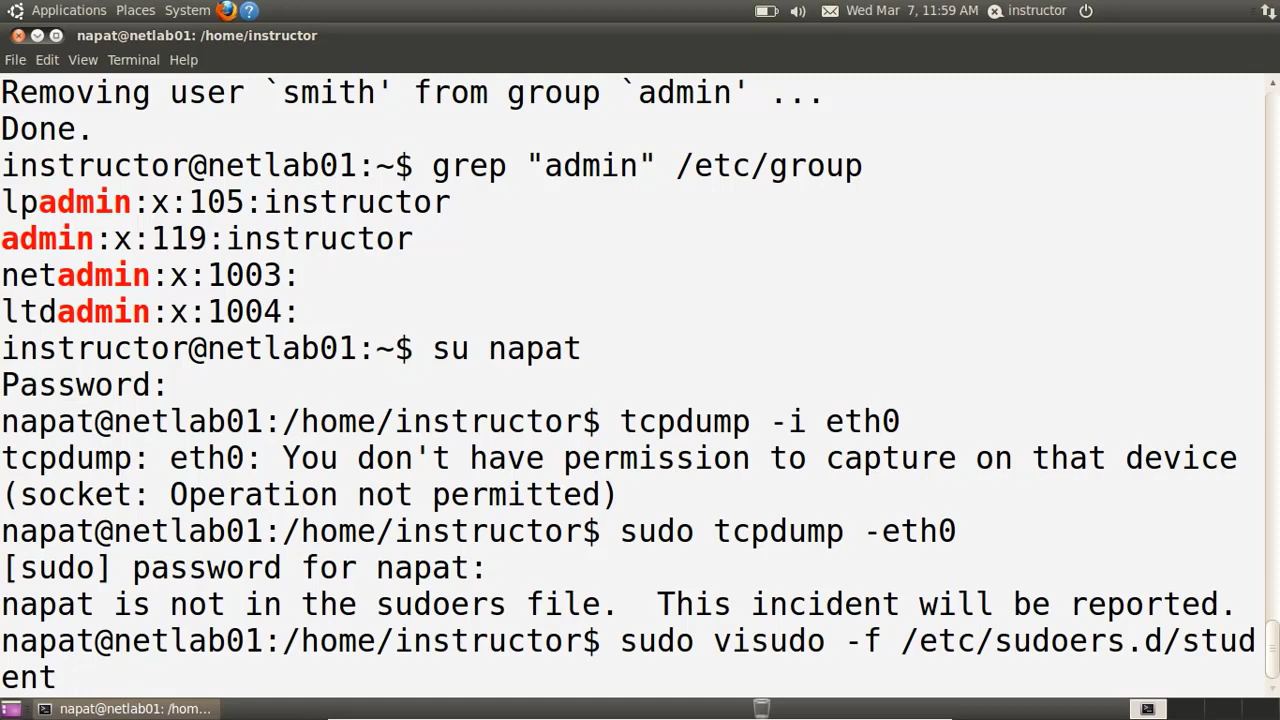 Applications Places System Wed Mar 7, 11:59 AM instructor
napat@netlab01: /home/instructor
File Edit View Terminal Help
Removing user `smith' from group `admin' ...
Done.
instructor@netlab01:~$ grep "admin" /etc/group
lpadmin:x:105:instructor
admin:x:119:instructor
netadmin:x:1003:
ltdadmin:x:1004:
instructor@netlab01:~$ su napat
Password:
napat@netlab01:/home/instructor$ tcpdump -i eth0
tcpdump: eth0: You don't have permission to capture on that device
(socket: Operation not permitted)
napat@netlab01:/home/instructor$ sudo tcpdump -eth0
[sudo] password for napat:
napat is not in the sudoers file.  This incident will be reported.
napat@netlab01:/home/instructor$ sudo visudo -f /etc/sudoers.d/stud
ent
napat@netlab01: /hom...